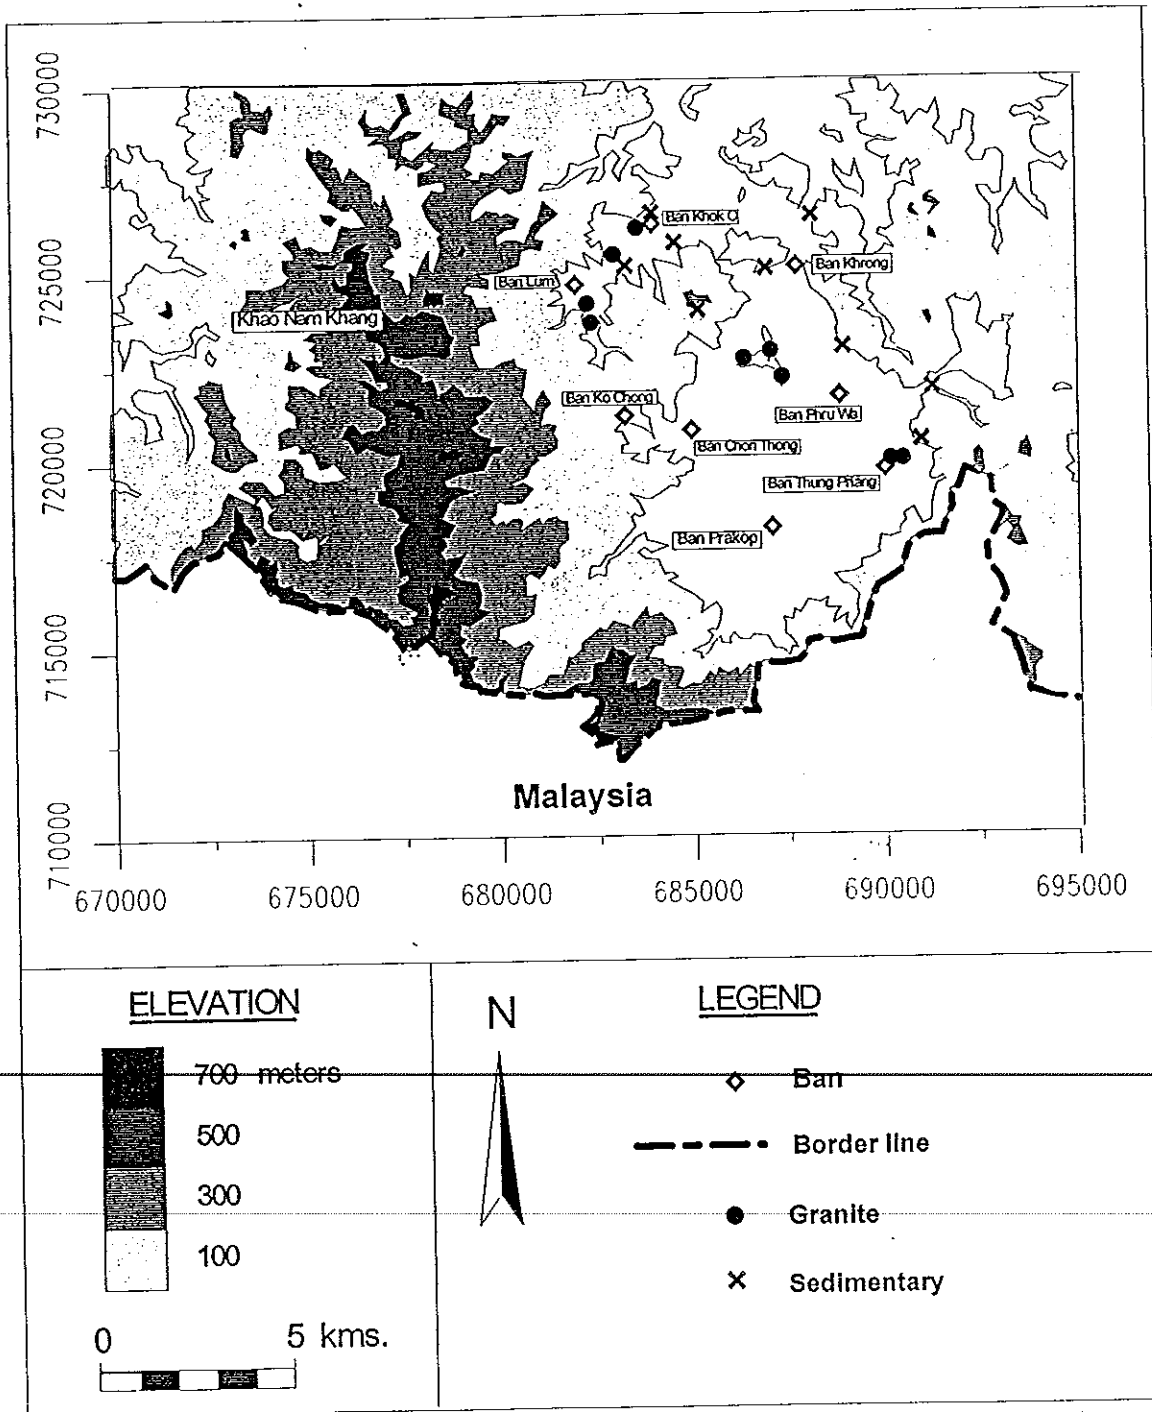 730000
725000
720000
715000
710000
Ban Khok O
Ban Khrong
Ban Lum
Khao Nam Khang
Ban Ko Chong
Ban Phru Wa
Ban Chon Thong
Ban Thung Phang
Ban Prakop
Malaysia
670000
675000
680000
685000
690000
695000
ELEVATION
700 meters
500
300
100
0 5 kms.
N
LEGEND
Ban
Border line
Granite
Sedimentary